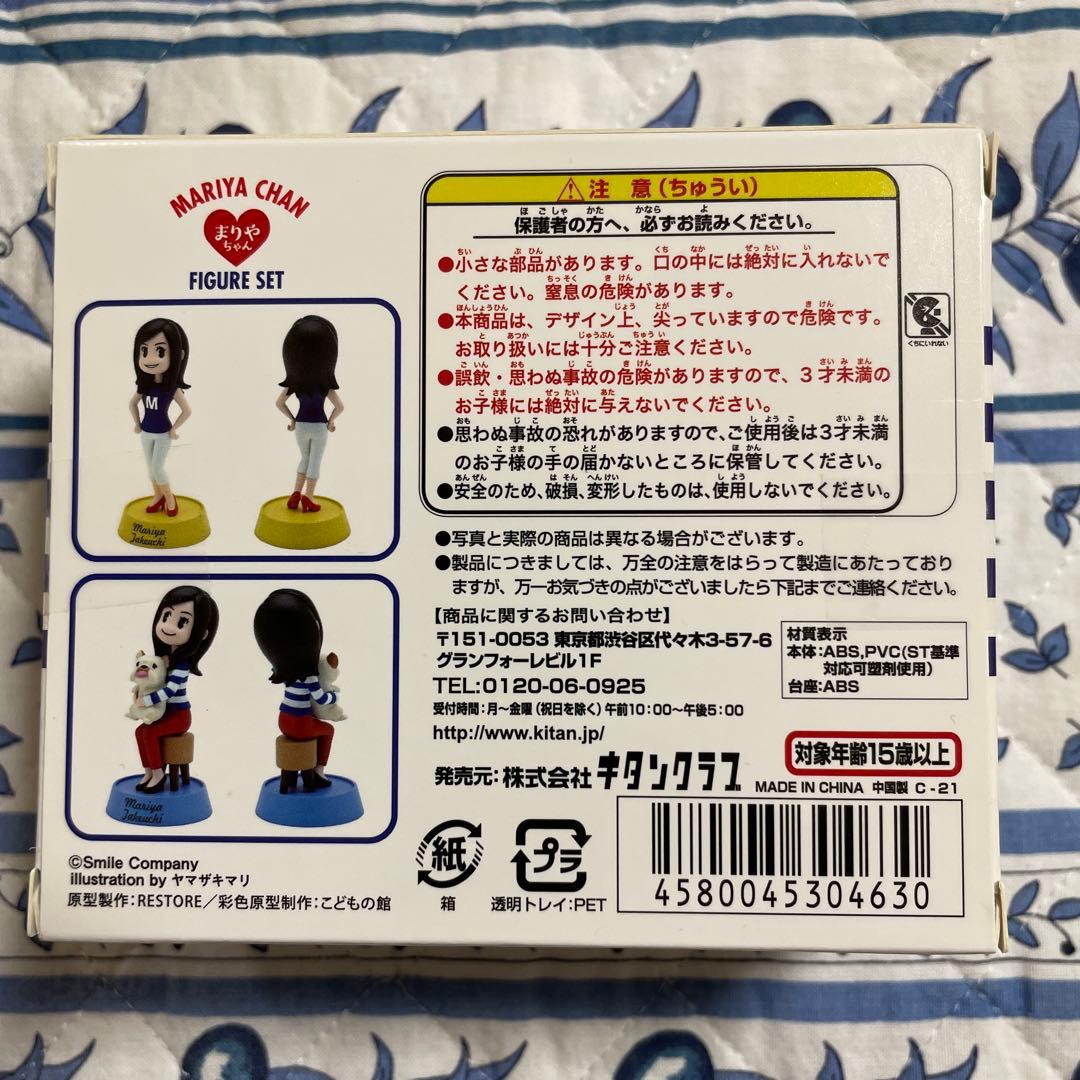 MARIYA CHAN
まりや
ちゃん
FIGURE SET
M
Mariya
Takeuchi
Mariya
Takeuchi
©Smile Company
illustration by ヤマザキマリ
原型製作:RESTORE/彩色原型制作:こどもの館
⚠注 意(ちゅうい)
保護者の方へ、必ずお読みください。
●小さな部品があります。口の中には絶対に入れないで
ください。窒息の危険があります。
●本商品は、デザイン上、尖っていますので危険です。
お取り扱いには十分ご注意ください。
●誤飲・思わぬ事故の危険がありますので、3才未満の
お子様には絶対に与えないでください。
●思わぬ事故の恐れがありますので、ご使用後は3才未満
のお子様の手の届かないところに保管してください。
●安全のため、破損、変形したものは、使用しないでください。
くちにいれない
●写真と実際の商品は異なる場合がございます。
●製品につきましては、万全の注意をはらって製造にあたっており
ますが、万一お気づきの点がございましたら下記までご連絡ください。
【商品に関するお問い合わせ】
〒151-0053 東京都渋谷区代々木3-57-6
グランフォーレビル1F
TEL:0120-06-0925
受付時間:月〜金曜(祝日を除く)午前10:00〜午後5:00
http://www.kitan.jp/
発売元:株式会社キタンクラブ
材質表示
本体:ABS,PVC(ST基準
対応可塑剤使用)
台座:ABS
対象年齢15歳以上
MADE IN CHINA 中国製 C-21
紙
箱
プラ
透明トレイ:PET
4580045304630